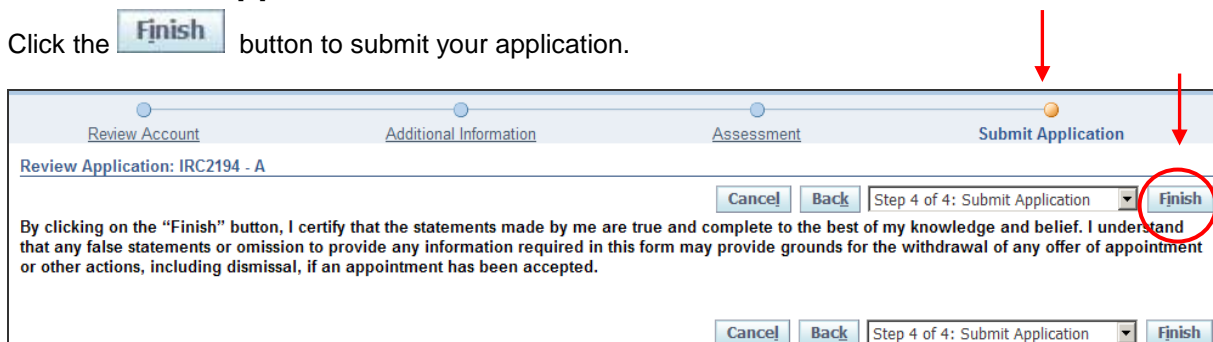 Click the Finish button to submit your application.
Review Account Additional Information Assessment Submit Application
Review Application: IRC2194 - A
Cancel Back Step 4 of 4: Submit Application Finish
By clicking on the “Finish” button, I certify that the statements made by me are true and complete to the best of my knowledge and belief. I understand
that any false statements or omission to provide any information required in this form may provide grounds for the withdrawal of any offer of appointment
or other actions, including dismissal, if an appointment has been accepted.
Cancel Back Step 4 of 4: Submit Application Finish